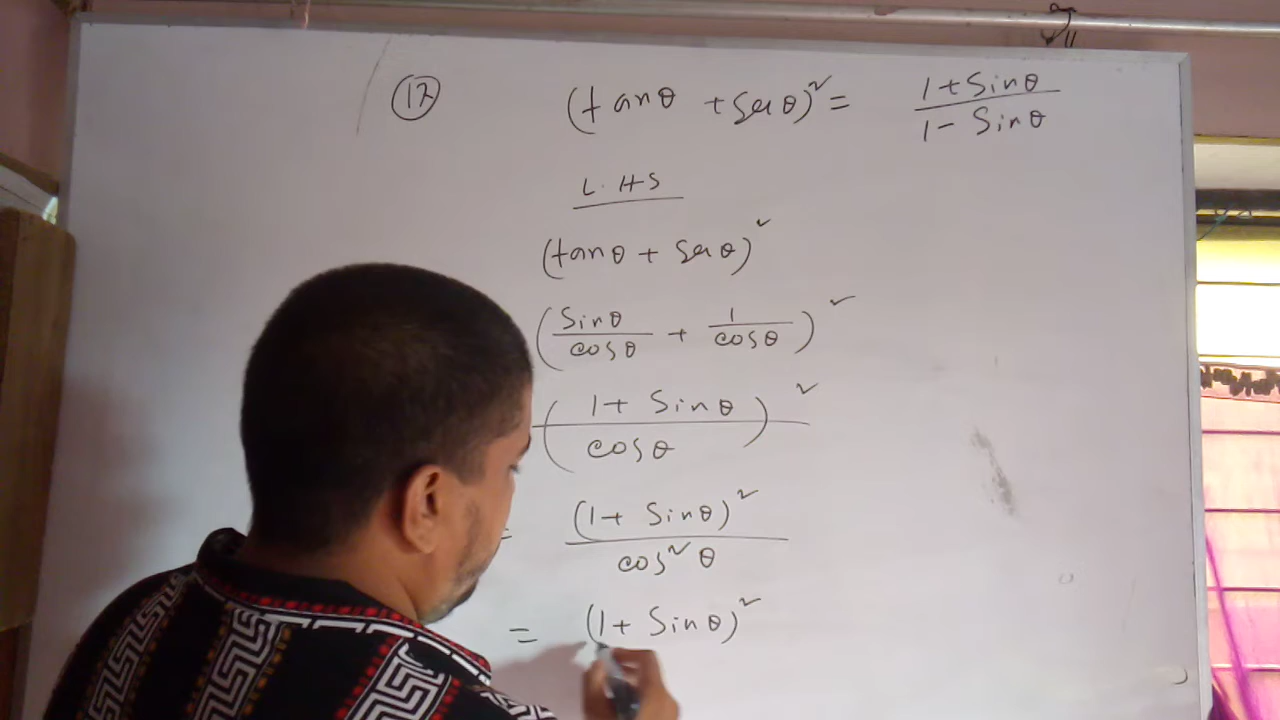 (17) (tanθ + secθ)² = (1 + Sinθ)/(1 - Sinθ)
L.H.S
(tanθ + secθ)²
(Sinθ/cosθ + 1/cosθ)²
((1 + Sinθ)/cosθ)²
= (1 + Sinθ)²/cos²θ
= (1 + Sinθ)²